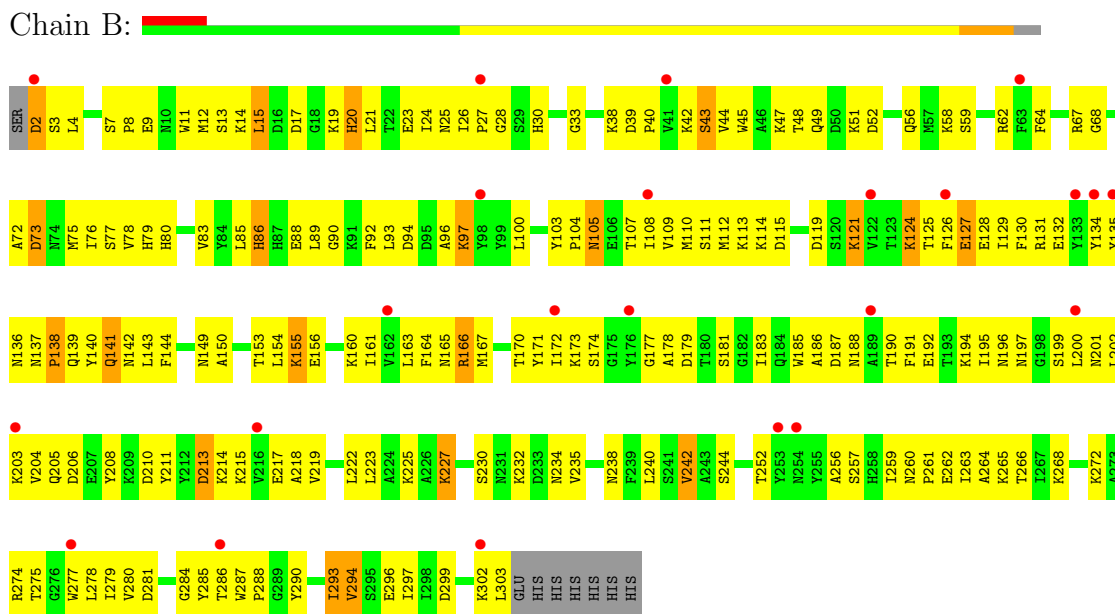 Chain B:
SER D2 S3 L4 S7 P8 E9 N10 W11 M12 S13 K14 L15 D16 D17 G18 K19 H20 L21 T22 E23 I24 N25 I26 P27 G28 S29 H30 G33 K38 D39 P40 V41 K42 S43 V44 W45 A46 K47 T48 Q49 D50 K51 D52 Q56 M57 K58 S59 R62 F63 F64 R67 G68
A72 D73 N74 M75 I76 S77 V78 H79 H80 V83 Y84 L85 H86 H87 E88 L89 G90 K91 F92 L93 D94 D95 A96 K97 Y98 Y99 L100 Y103 P104 N105 E106 T107 I108 V109 M110 S111 M112 K113 K114 D115 D119 S120 K121 V122 T123 K124 T125 F126 E127 E128 I129 F130 R131 E132 Y133 Y134 Y135
N136 N137 P138 Q139 Y140 Q141 N142 L143 F144 N149 A150 T153 L154 K155 E156 K160 I161 V162 L163 F164 N165 R166 M167 T170 Y171 I172 K173 S174 G175 Y176 G177 A178 D179 T180 S181 G182 I183 Q184 W185 A186 D187 N188 A189 T190 F191 E192 T193 K194 I195 N196 N197 G198 S199 L200 N201
K203 V204 Q205 D206 E207 Y208 K209 D210 Y211 Y212 D213 K214 K215 V216 E217 A218 V219 L222 L223 A224 K225 A226 K227 S230 N231 K232 D233 N234 V235 N238 F239 L240 S241 V242 A243 S244 T252 Y253 N254 Y255 A256 S257 H258 I259 N260 P261 E262 I263 A264 K265 T266 I267 K268 K272 A273
R274 T275 G276 W277 L278 I279 V280 D281 G284 Y285 T286 W287 P288 G289 Y290 I293 V294 S295 E296 I297 I298 D299 K302 L303 GLU HIS HIS HIS HIS HIS HIS